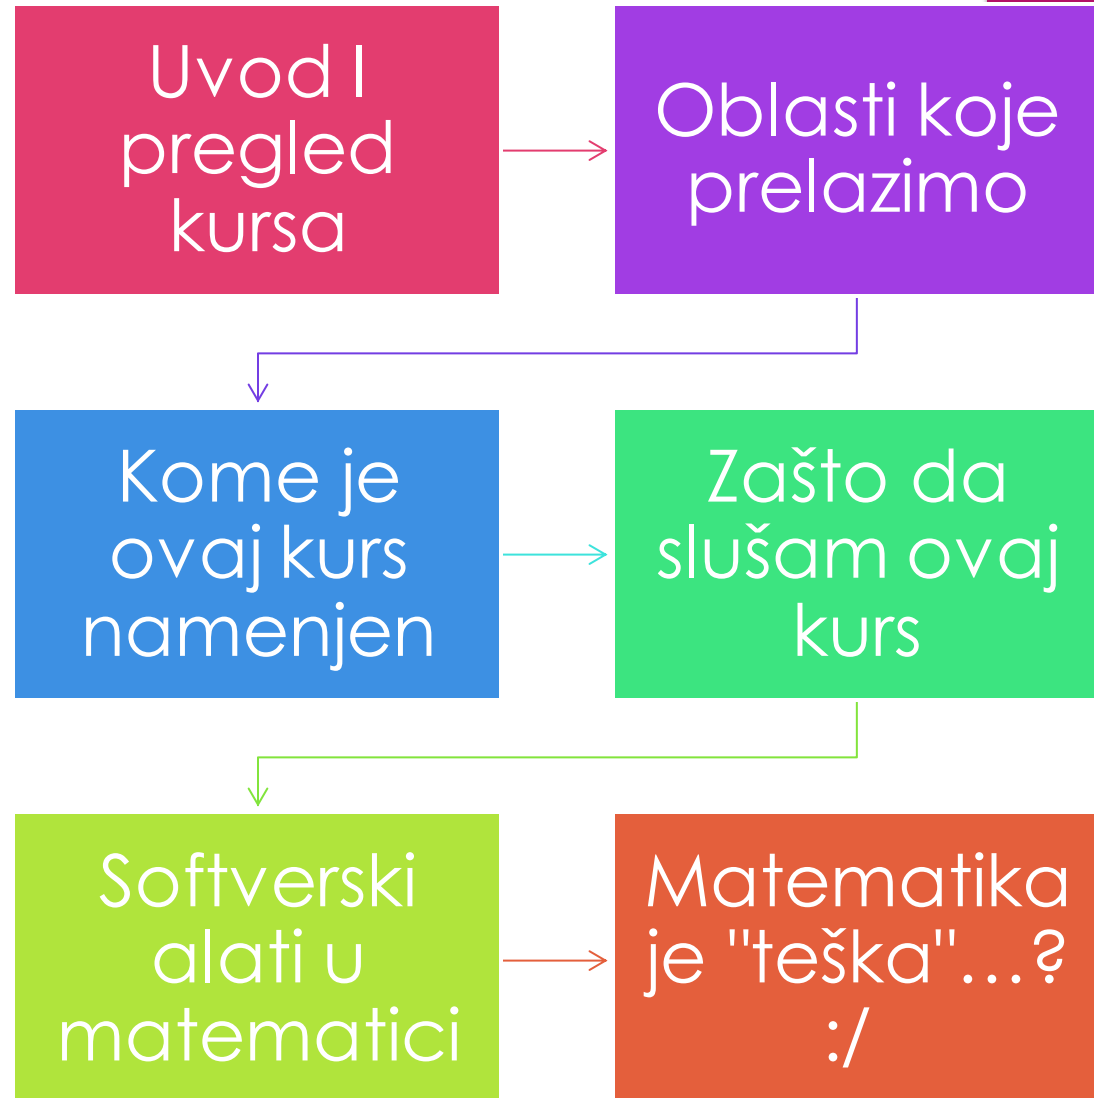 Uvod I
pregled
kursa
Oblasti koje
prelazimo
Kome je
ovaj kurs
namenjen
Zašto da
slušam ovaj
kurs
Softverski
alati u
matematici
Matematika
je "teška"...?
:/